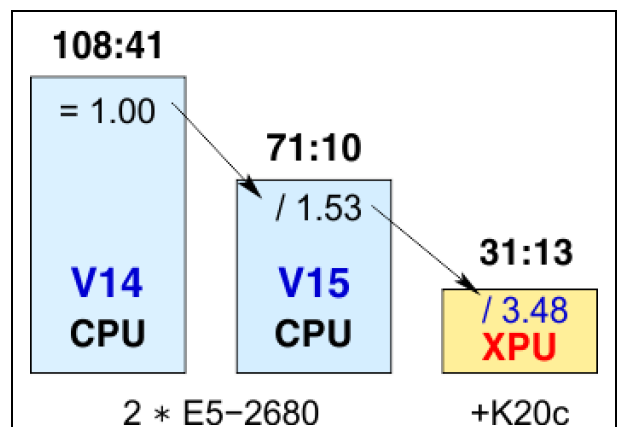 108:41
= 1.00
71:10
/ 1.53
31:13
/ 3.48
V14
CPU
V15
CPU
XPU
2 * E5−2680
+K20c